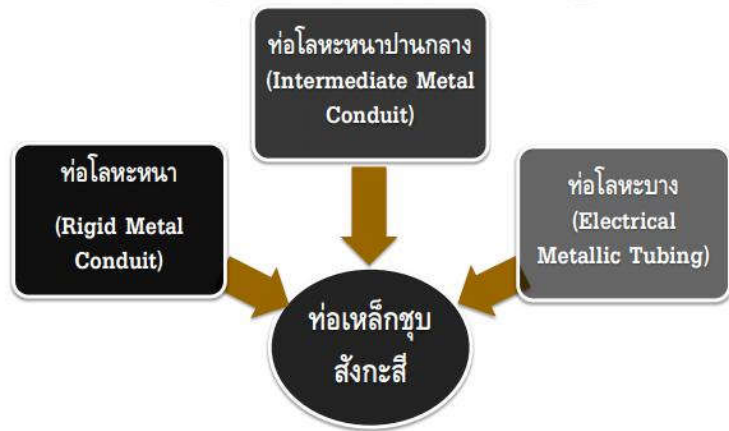 ท่อโลหะหนาปานกลาง
(Intermediate Metal
Conduit)
ท่อโลหะหนา
(Rigid Metal
Conduit)
ท่อโลหะบาง
(Electrical
Metallic Tubing)
ท่อเหล็กชุบ
สังกะสี